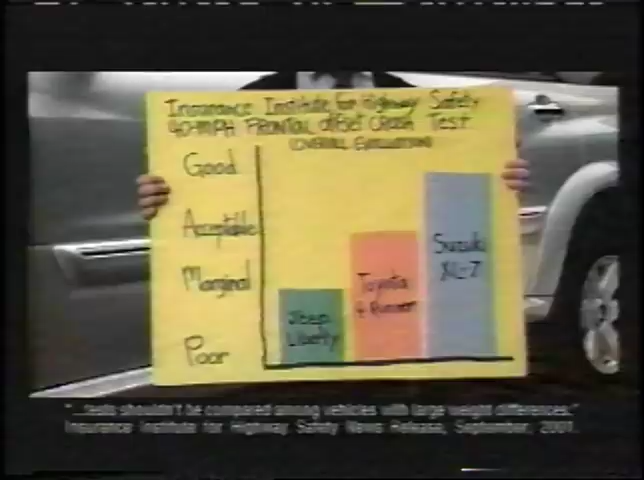 Insurance Institute for Highway Safety
40-MPH FRONTAL offset CRASH TEST
(OVERALL EVALUATION)
Good
Acceptable
Marginal
Poor
Jeep
Liberty
Toyota
4 Runner
Suzuki
XL-7
"...tests shouldn't be compared among vehicles with large weight differences."
Insurance Institute for Highway Safety News Release, September, 2001.